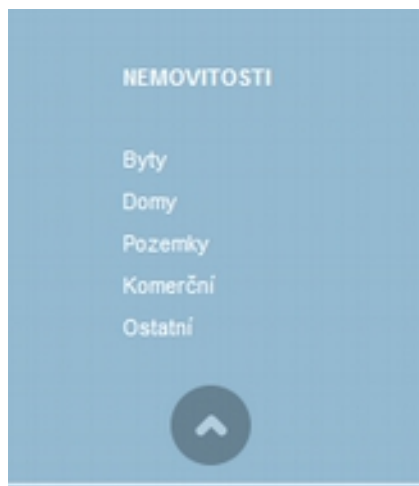 NEMOVITOSTI
Byty
Domy
Pozemky
Komerční
Ostatní